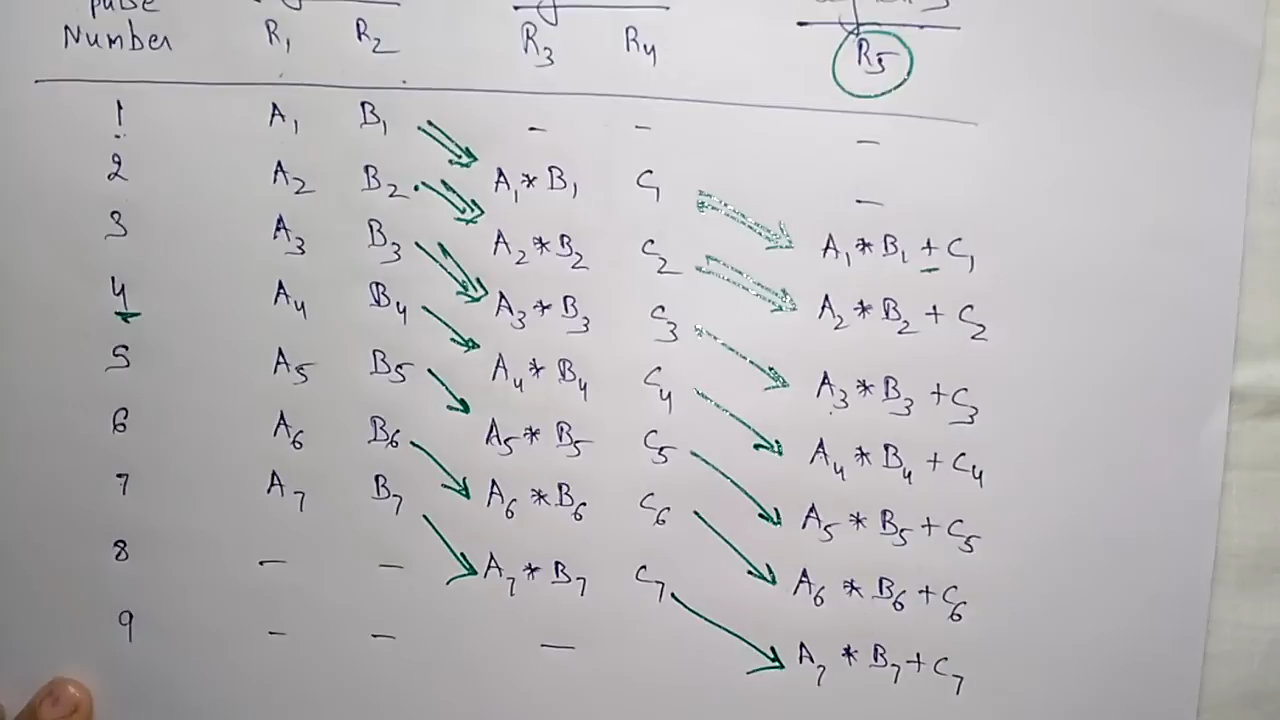 pulse
Number R1 R2 R3 R4 R5
1 A1 B1 - - -
2 A2 B2 A1 * B1 C1 -
3 A3 B3 A2 * B2 C2 A1 * B1 + C1
4 A4 B4 A3 * B3 C3 A2 * B2 + C2
5 A5 B5 A4 * B4 C4 A3 * B3 + C3
6 A6 B6 A5 * B5 C5 A4 * B4 + C4
7 A7 B7 A6 * B6 C6 A5 * B5 + C5
8 - - A7 * B7 C7 A6 * B6 + C6
9 - - - A7 * B7 + C7